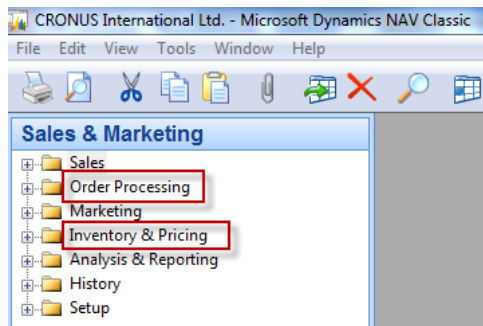 CRONUS International Ltd. - Microsoft Dynamics NAV Classic
File Edit View Tools Window Help
Sales & Marketing
Sales
Order Processing
Marketing
Inventory & Pricing
Analysis & Reporting
History
Setup